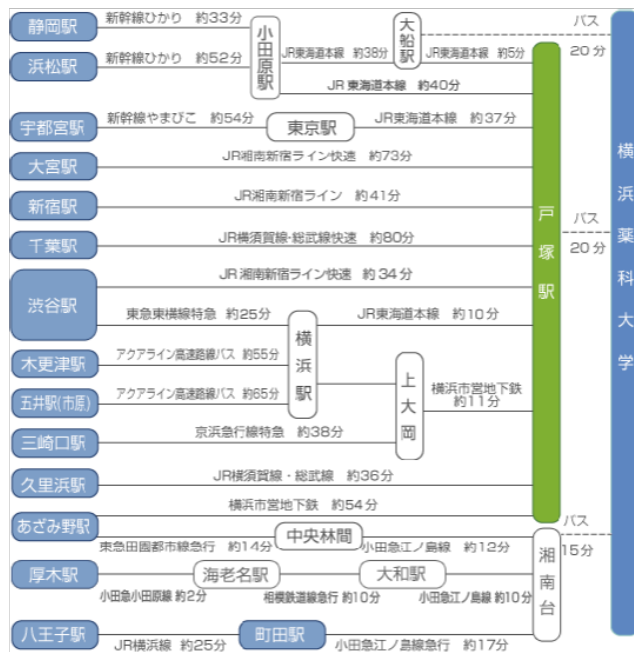 静岡駅
新幹線ひかり 約33分
小田原駅
大船駅
バス
浜松駅
新幹線ひかり 約52分
JR東海道本線 約38分
JR東海道本線 約5分
20分
JR東海道本線 約40分
宇都宮駅
新幹線やまびこ 約54分
東京駅
JR東海道本線 約37分
大宮駅
JR湘南新宿ライン快速 約73分
新宿駅
JR湘南新宿ライン 約41分
戸塚駅
横浜薬科大学
千葉駅
JR横須賀線・総武線快速 約80分
バス
20分
渋谷駅
JR湘南新宿ライン快速 約34分
東急東横線特急 約25分
横浜駅
JR東海道本線 約10分
木更津駅
アクアライン高速路線バス 約55分
上大岡
五井駅(市原)
アクアライン高速路線バス 約65分
横浜市営地下鉄
約11分
三崎口駅
京浜急行線特急 約38分
久里浜駅
JR横須賀線・総武線 約36分
横浜市営地下鉄 約54分
あざみ野駅
東急田園都市線急行 約14分
中央林間
小田急江ノ島線 約12分
湘南台
バス
15分
厚木駅
小田急小田原線 約2分
海老名駅
相模鉄道線急行 約10分
大和駅
小田急江ノ島線 約10分
八王子駅
JR横浜線 約25分
町田駅
小田急江ノ島線急行 約17分